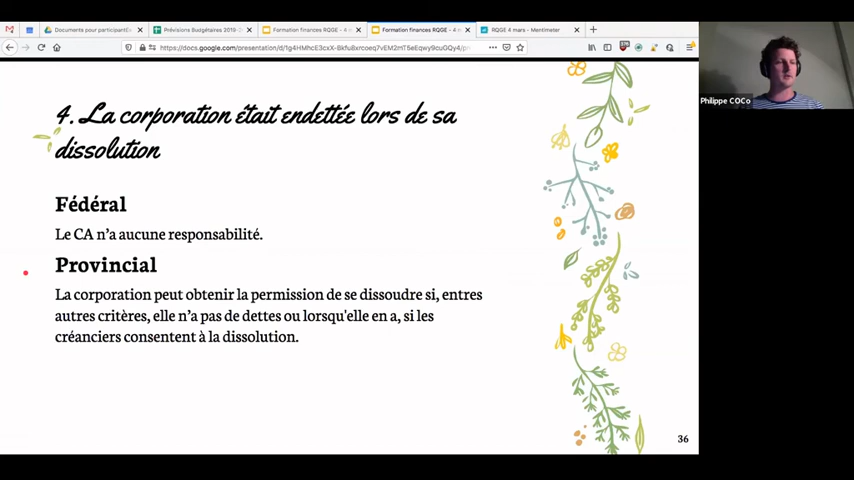 Documents pour participantE
Prévisions Budgétaires 2019-2
Formation finances RQGE - 4 m
Formation finances RQGE - 4 m
RQGE 4 mars - Mentimeter
4. La corporation était endettée lors de sa
dissolution
Fédéral
Le CA n'a aucune responsabilité.
Provincial
La corporation peut obtenir la permission de se dissoudre si, entres
autres critères, elle n'a pas de dettes ou lorsqu'elle en a, si les
créanciers consentent à la dissolution.
36
Philippe COCo